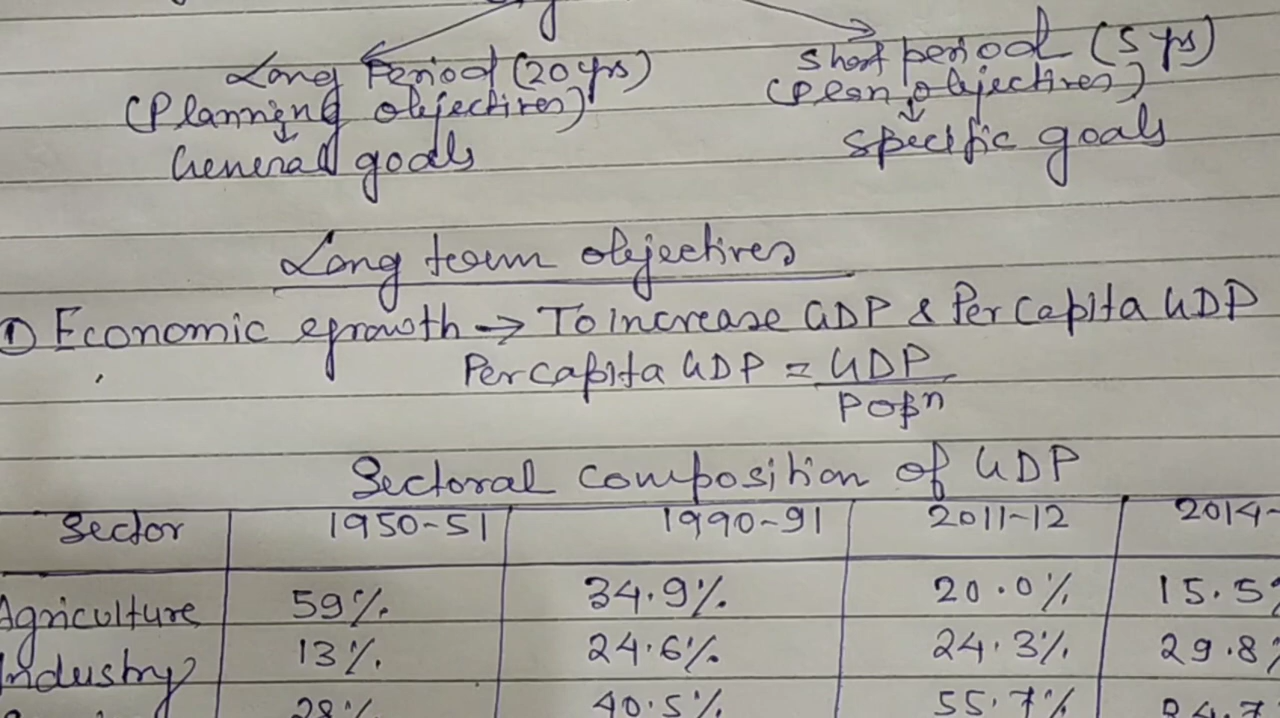 Long Period (20 yrs)
(Planning objectives)
General goals
Short period (5 yrs)
(Plan objectives)
Specific goals
Long term objectives
① Economic growth → To increase GDP & Per Capita GDP
Per capita GDP = GDP
Popn
Sectoral composition of GDP
Sector 1950-51 1990-91 2011-12 2014-
Agriculture 59% 34.9% 20.0% 15.5%
Industry 13% 24.6% 24.3% 29.8%
28% 40.5% 55.7%